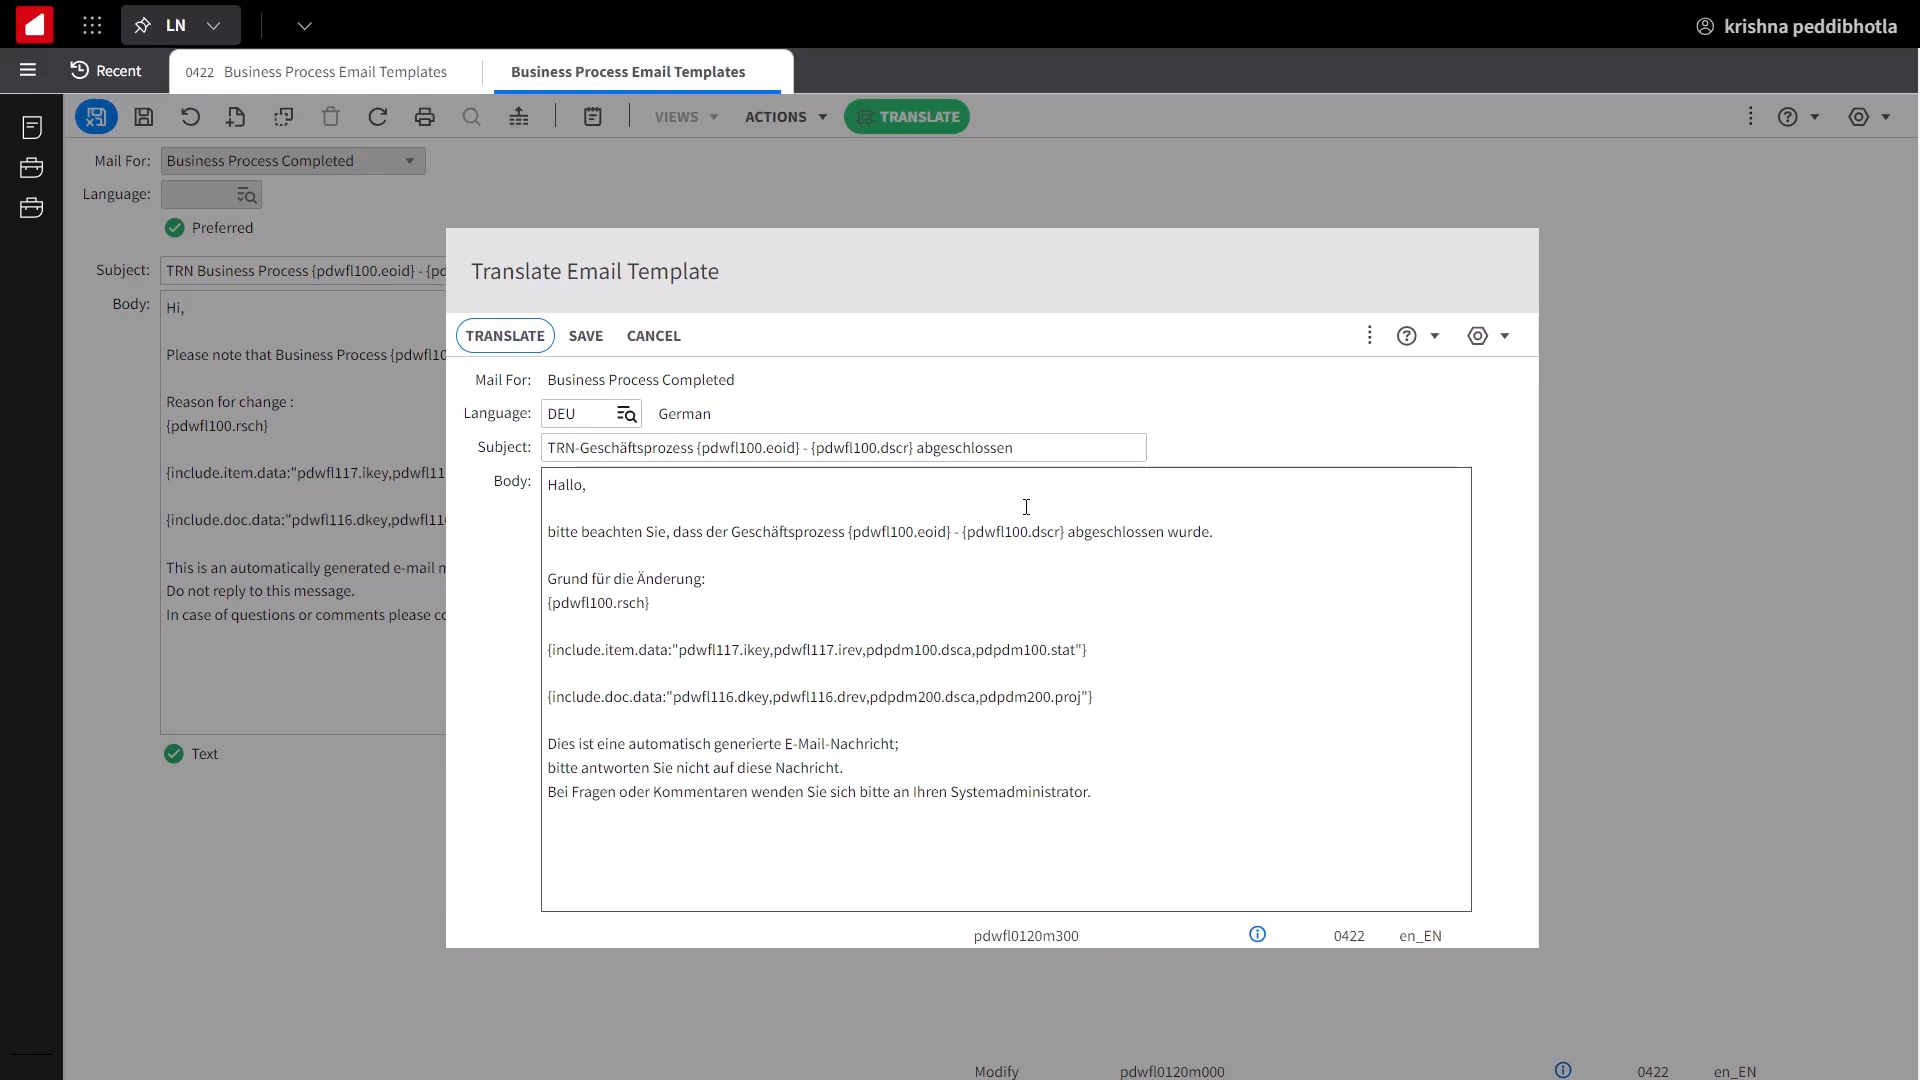 LN
krishna peddibhotla
Recent
0422 Business Process Email Templates
Business Process Email Templates
VIEWS
ACTIONS
TRANSLATE
Mail For: Business Process Completed
Language:
Preferred
Subject: TRN Business Process {pdwfl100.eoid} - {pd
Body: Hi,
Please note that Business Process {pdwfl10
Reason for change :
{pdwfl100.rsch}
{include.item.data:"pdwfl117.ikey,pdwfl11
{include.doc.data:"pdwfl116.dkey,pdwfl11
This is an automatically generated e-mail m
Do not reply to this message.
In case of questions or comments please co
Text
Translate Email Template
TRANSLATE SAVE CANCEL
Mail For: Business Process Completed
Language: DEU German
Subject: TRN-Geschäftsprozess {pdwfl100.eoid} - {pdwfl100.dscr} abgeschlossen
Body: Hallo,
bitte beachten Sie, dass der Geschäftsprozess {pdwfl100.eoid} - {pdwfl100.dscr} abgeschlossen wurde.
Grund für die Änderung:
{pdwfl100.rsch}
{include.item.data:"pdwfl117.ikey,pdwfl117.irev,pdpdm100.dsca,pdpdm100.stat"}
{include.doc.data:"pdwfl116.dkey,pdwfl116.drev,pdpdm200.dsca,pdpdm200.proj"}
Dies ist eine automatisch generierte E-Mail-Nachricht;
bitte antworten Sie nicht auf diese Nachricht.
Bei Fragen oder Kommentaren wenden Sie sich bitte an Ihren Systemadministrator.
pdwfl0120m300 0422 en_EN
Modify pdwfl0120m000 0422 en_EN